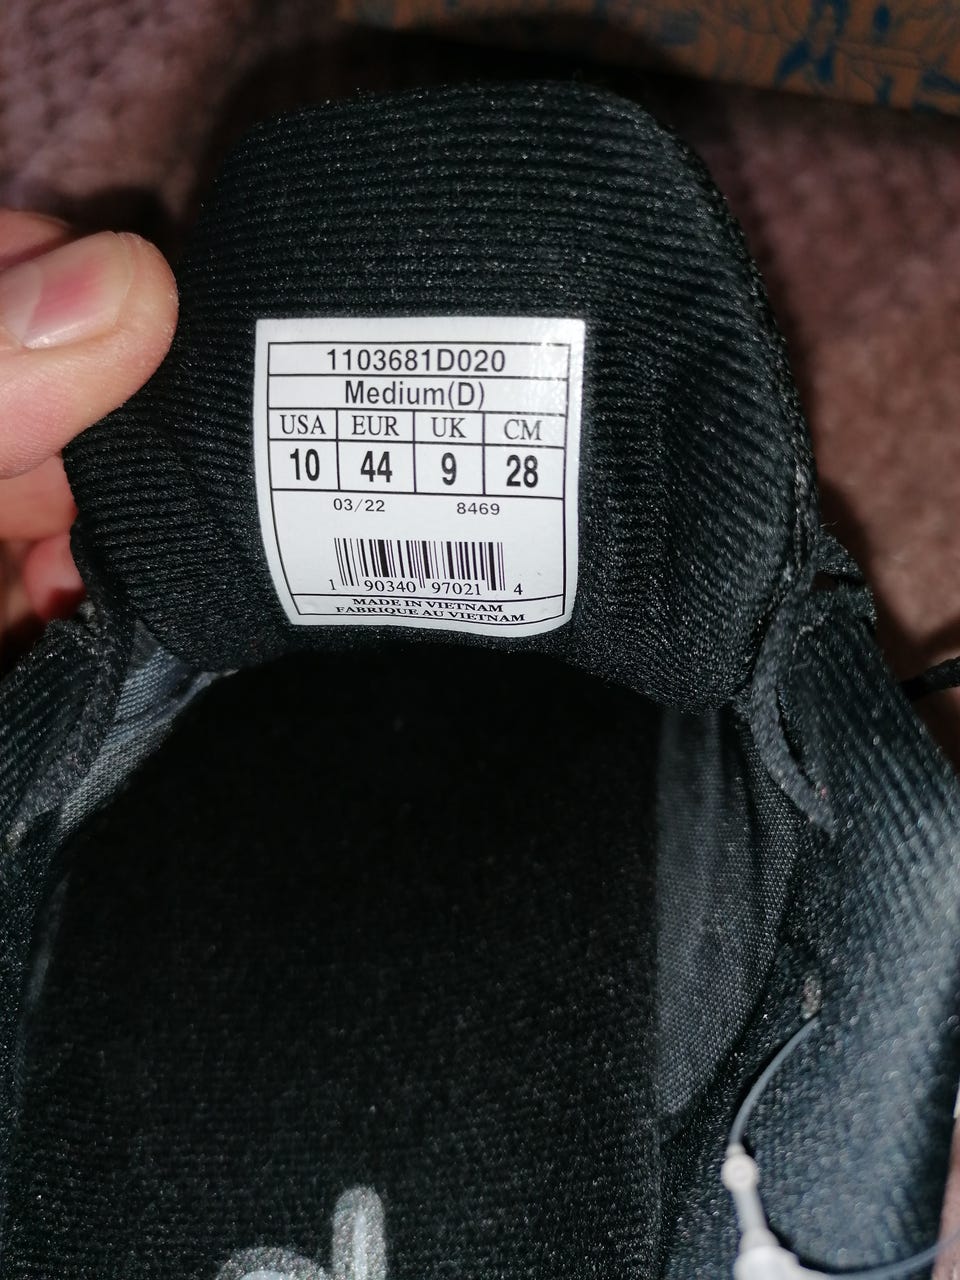 1103681D020
Medium(D)
USA EUR UK CM
10 44 9 28
03/22 8469
1 90340 97021 4
MADE IN VIETNAM
FABRIQUE AU VIETNAM